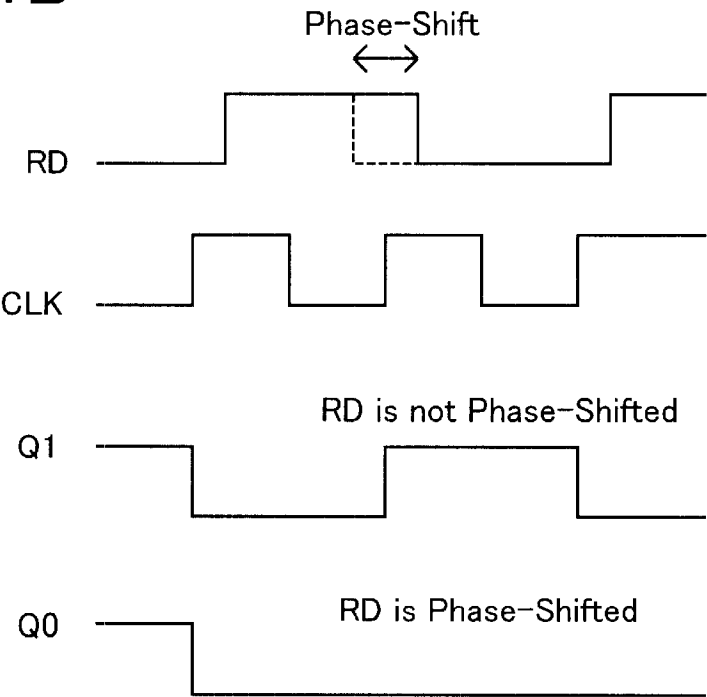 Phase-Shift
RD
CLK
RD is not Phase-Shifted
Q1
RD is Phase-Shifted
Q0